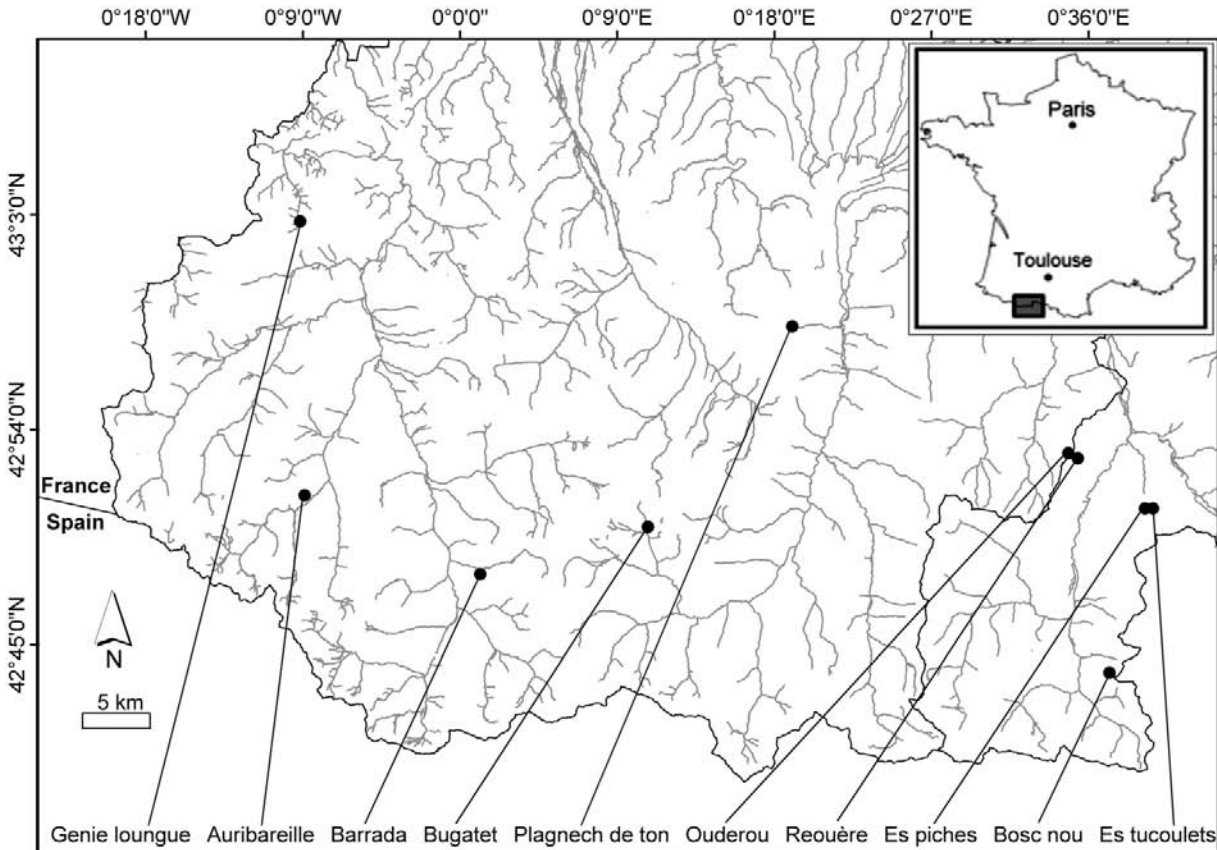 0°18'0"W 0°9'0"W 0°0'0" 0°9'0"E 0°18'0"E 0°27'0"E 0°36'0"E
Paris
Toulouse
43°3'0"N
42°54'0"N
42°45'0"N
France
Spain
N
5 km
Genie loungue Auribareille Barrada Bugatet Plagnech de ton Ouderou Reouère Es piches Bosc nou Es tucoulets